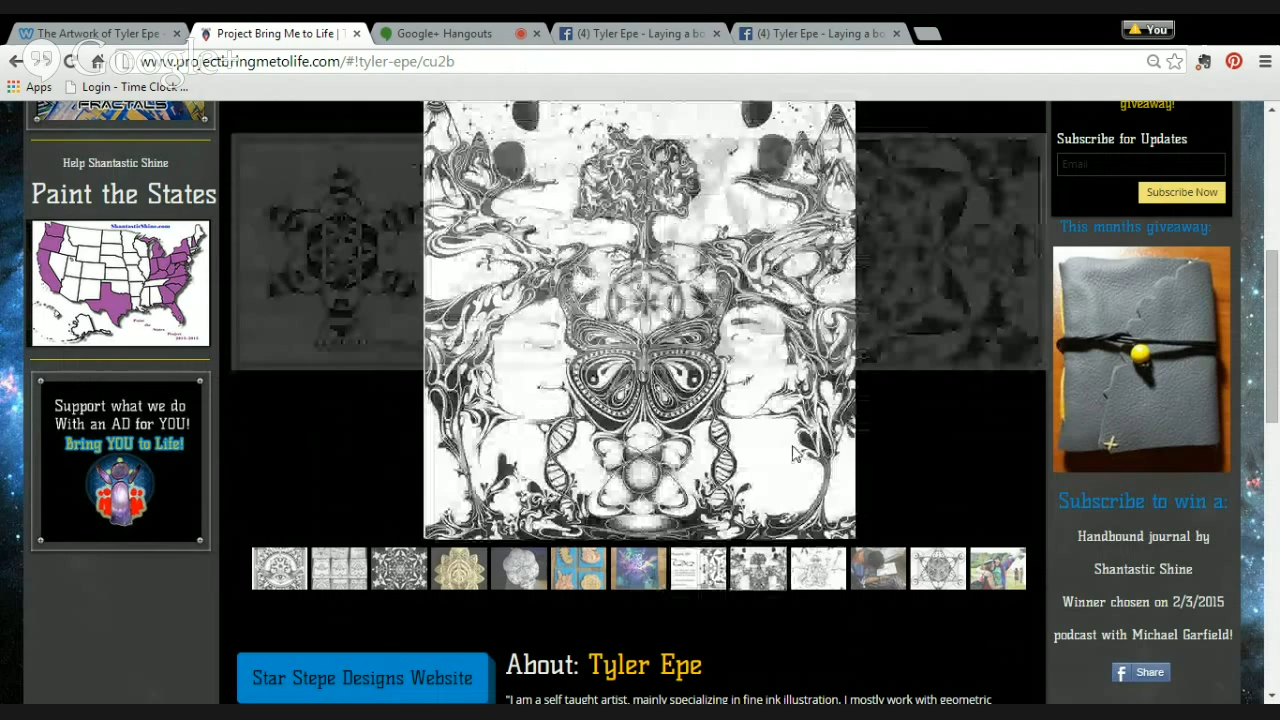 The Artwork of Tyler Epe -
Project Bring Me to Life | T
Google+ Hangouts
(4) Tyler Epe - Laying a bo
(4) Tyler Epe - Laying a bo
You
Google+
www.projectbringmetolife.com/#!tyler-epe/cu2b
Apps
Login - Time Clock ...
FRACTALS
Help Shantastic Shine
Paint the States
ShantasticShine.com
Support what we do
With an AD for YOU!
Bring YOU to Life!
Star Stepe Designs Website
About: Tyler Epe
"I am a self taught artist, mainly specializing in fine ink illustration. I mostly work with geometric
giveaway!
Subscribe for Updates
Email
Subscribe Now
This months giveaway:
Subscribe to win a:
Handbound journal by
Shantastic Shine
Winner chosen on 2/3/2015
podcast with Michael Garfield!
f Share